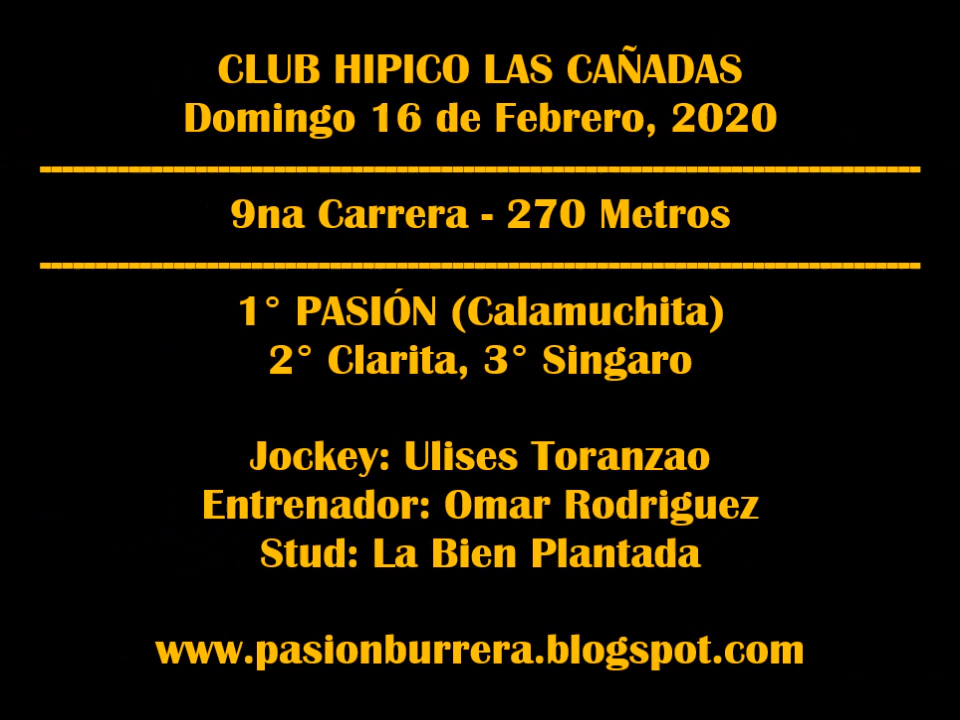 CLUB HIPICO LAS CAÑADAS
Domingo 16 de Febrero, 2020
--------------------------------------------------------------------------------
9na Carrera - 270 Metros
--------------------------------------------------------------------------------
1° PASIÓN (Calamuchita)
2° Clarita, 3° Singaro
Jockey: Ulises Toranzao
Entrenador: Omar Rodriguez
Stud: La Bien Plantada
www.pasionburrera.blogspot.com